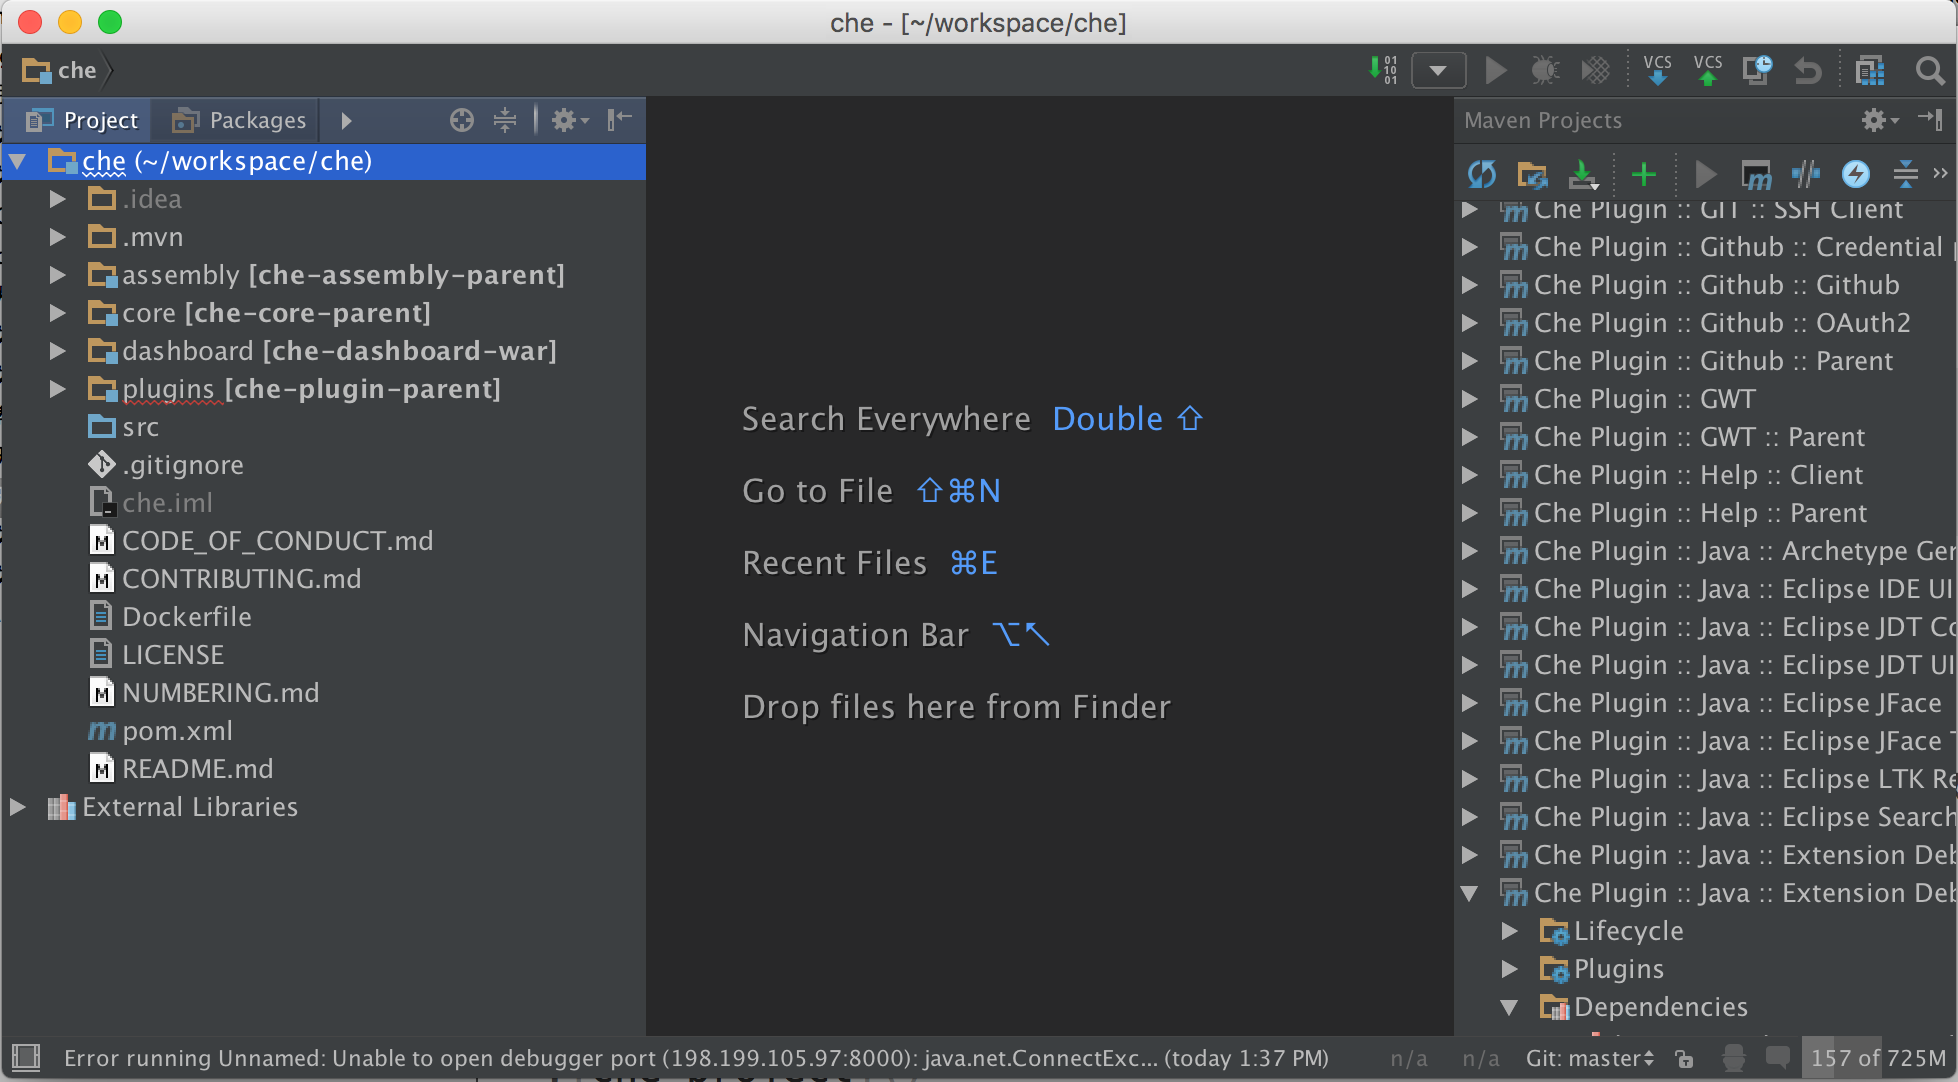 che - [~/workspace/che]
che
VCS VCS
Project Packages
che (~/workspace/che)
.idea
.mvn
assembly [che-assembly-parent]
core [che-core-parent]
dashboard [che-dashboard-war]
plugins [che-plugin-parent]
src
.gitignore
che.iml
CODE_OF_CONDUCT.md
CONTRIBUTING.md
Dockerfile
LICENSE
NUMBERING.md
pom.xml
README.md
External Libraries
Search Everywhere Double ⇧
Go to File ⇧⌘N
Recent Files ⌘E
Navigation Bar ⌥↖
Drop files here from Finder
Maven Projects
Che Plugin :: GIT :: SSH Client
Che Plugin :: Github :: Credential
Che Plugin :: Github :: Github
Che Plugin :: Github :: OAuth2
Che Plugin :: Github :: Parent
Che Plugin :: GWT
Che Plugin :: GWT :: Parent
Che Plugin :: Help :: Client
Che Plugin :: Help :: Parent
Che Plugin :: Java :: Archetype Ger
Che Plugin :: Java :: Eclipse IDE UI
Che Plugin :: Java :: Eclipse JDT Co
Che Plugin :: Java :: Eclipse JDT UI
Che Plugin :: Java :: Eclipse JFace
Che Plugin :: Java :: Eclipse JFace T
Che Plugin :: Java :: Eclipse LTK Re
Che Plugin :: Java :: Eclipse Search
Che Plugin :: Java :: Extension Deb
Che Plugin :: Java :: Extension Deb
Lifecycle
Plugins
Dependencies
Error running Unnamed: Unable to open debugger port (198.199.105.97:8000): java.net.ConnectExc... (today 1:37 PM) n/a n/a Git: master 157 of 725M